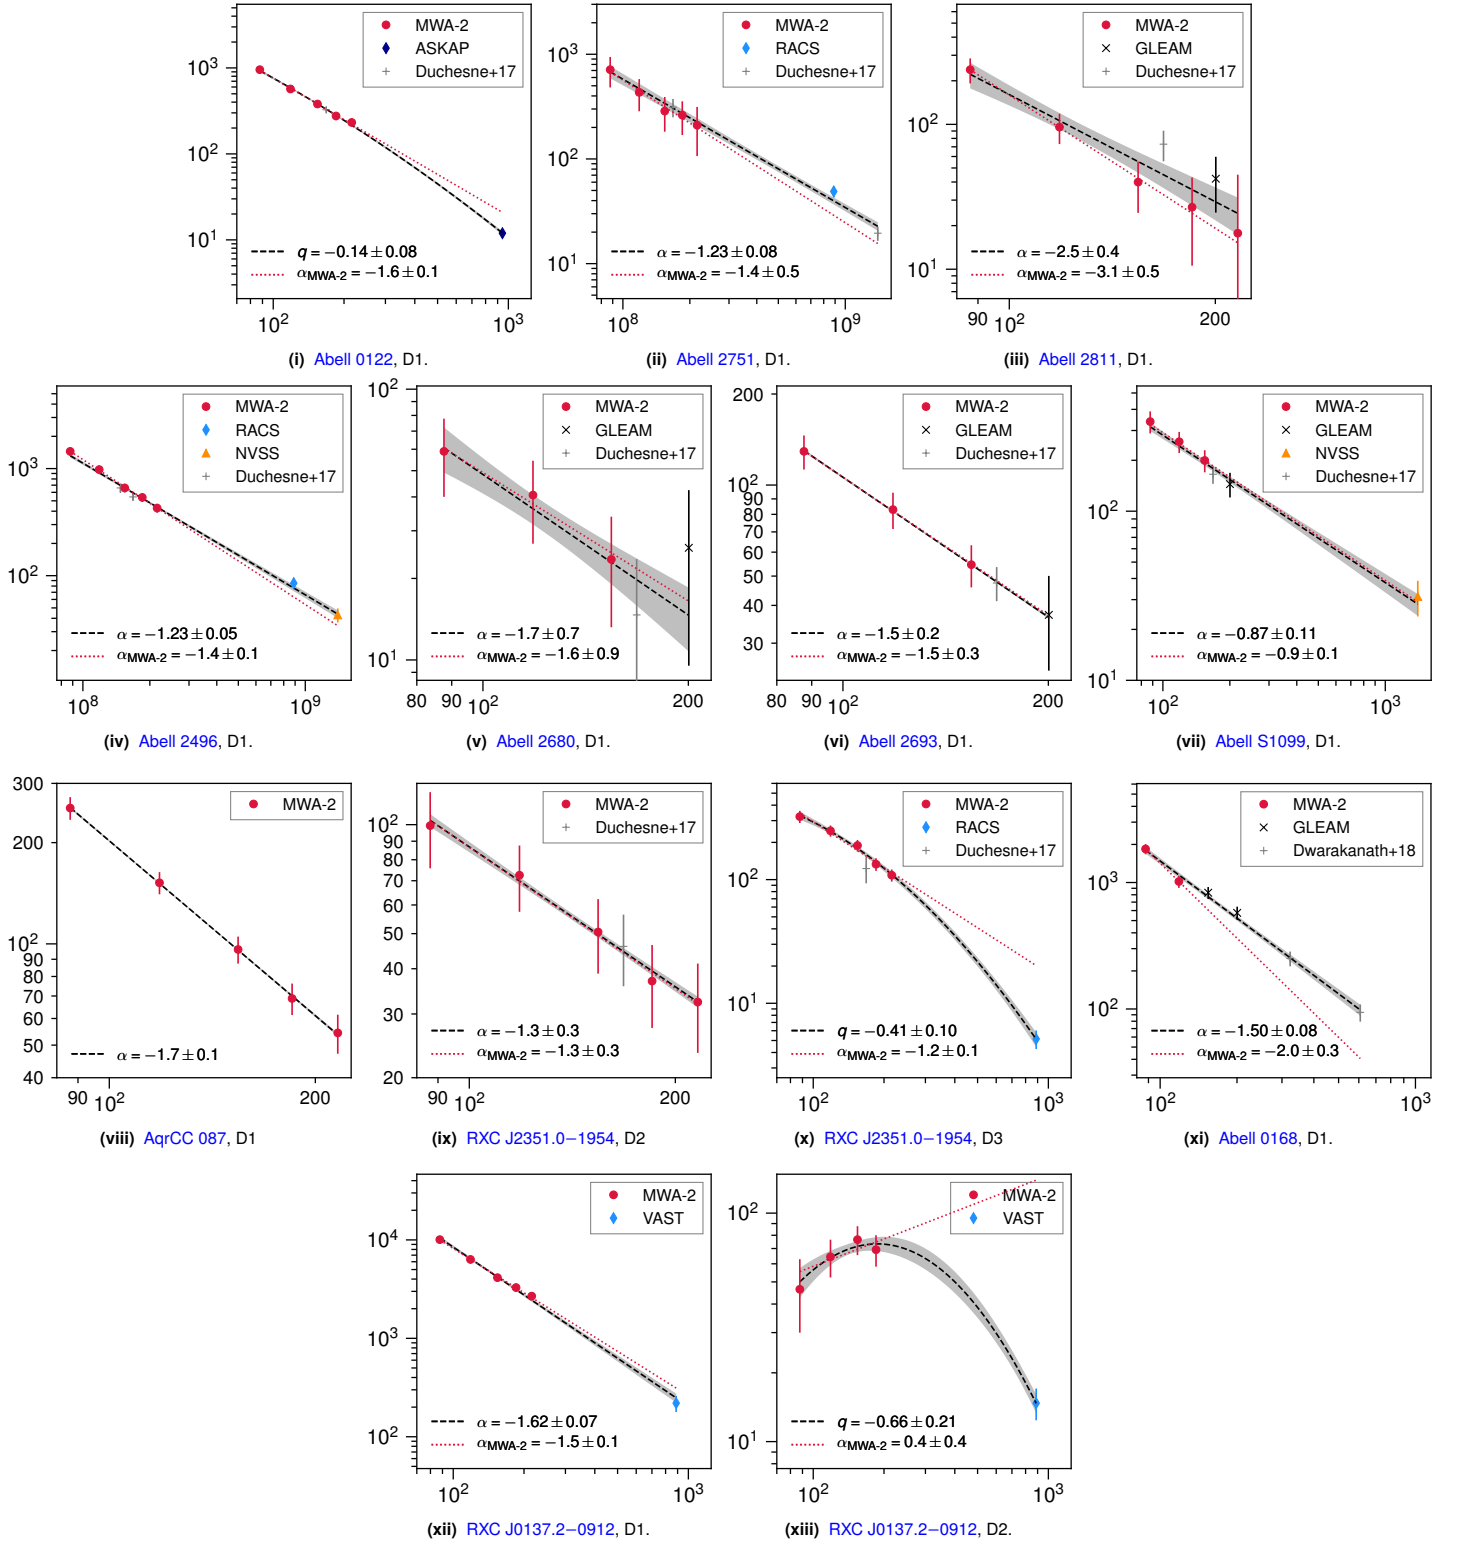 MWA-2
ASKAP
Duchesne+17
10³
10²
10¹
q = −0.14 ± 0.08
α_MWA-2 = −1.6 ± 0.1
10² 10³
(i) Abell 0122, D1.
MWA-2
RACS
Duchesne+17
10³
10²
10¹
α = −1.23 ± 0.08
α_MWA-2 = −1.4 ± 0.5
10⁸ 10⁹
(ii) Abell 2751, D1.
MWA-2
GLEAM
Duchesne+17
10²
10¹
α = −2.5 ± 0.4
α_MWA-2 = −3.1 ± 0.5
90 10² 200
(iii) Abell 2811, D1.
MWA-2
RACS
NVSS
Duchesne+17
10³
10²
α = −1.23 ± 0.05
α_MWA-2 = −1.4 ± 0.1
10⁸ 10⁹
(iv) Abell 2496, D1.
10²
MWA-2
GLEAM
Duchesne+17
α = −1.7 ± 0.7
α_MWA-2 = −1.6 ± 0.9
10¹
80 90 10² 200
(v) Abell 2680, D1.
200
MWA-2
GLEAM
Duchesne+17
10²
90
80
70
60
50
40
30
α = −1.5 ± 0.2
α_MWA-2 = −1.5 ± 0.3
80 90 10² 200
(vi) Abell 2693, D1.
MWA-2
GLEAM
NVSS
Duchesne+17
10²
α = −0.87 ± 0.11
α_MWA-2 = −0.9 ± 0.1
10¹
10² 10³
(vii) Abell S1099, D1.
300
MWA-2
200
10²
90
80
70
60
50
40
α = −1.7 ± 0.1
90 10² 200
(viii) AqrCC 087, D1
MWA-2
Duchesne+17
10²
90
80
70
60
50
40
30
20
α = −1.3 ± 0.3
α_MWA-2 = −1.3 ± 0.3
90 10² 200
(ix) RXC J2351.0−1954, D2
MWA-2
RACS
Duchesne+17
10²
10¹
q = −0.41 ± 0.10
α_MWA-2 = −1.2 ± 0.1
10² 10³
(x) RXC J2351.0−1954, D3
MWA-2
GLEAM
Dwarakanath+18
10³
10²
α = −1.50 ± 0.08
α_MWA-2 = −2.0 ± 0.3
10² 10³
(xi) Abell 0168, D1.
MWA-2
VAST
10⁴
10³
10²
α = −1.62 ± 0.07
α_MWA-2 = −1.5 ± 0.1
10² 10³
(xii) RXC J0137.2−0912, D1.
MWA-2
VAST
10²
10¹
q = −0.66 ± 0.21
α_MWA-2 = 0.4 ± 0.4
10² 10³
(xiii) RXC J0137.2−0912, D2.